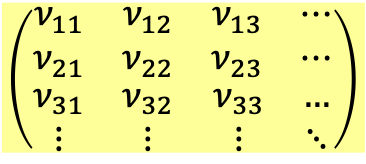 ν₁₁ ν₁₂ ν₁₃ ⋯
ν₂₁ ν₂₂ ν₂₃ ⋯
ν₃₁ ν₃₂ ν₃₃ …
⋮ ⋮ ⋮ ⋱